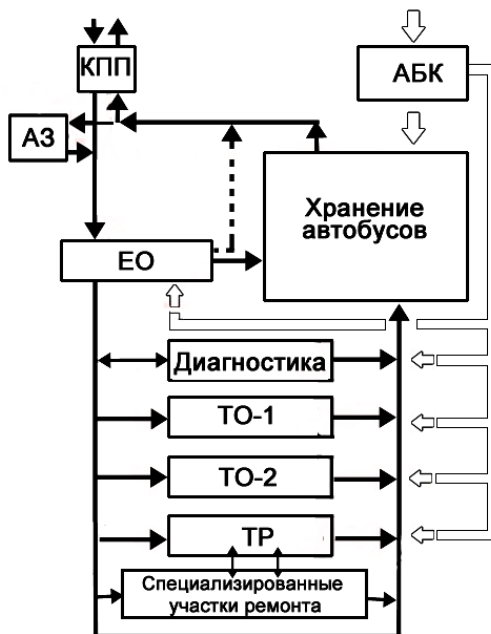 КПП
АБК
АЗ
Хранение
автобусов
ЕО
Диагностика
ТО-1
ТО-2
ТР
Специализированные
участки ремонта